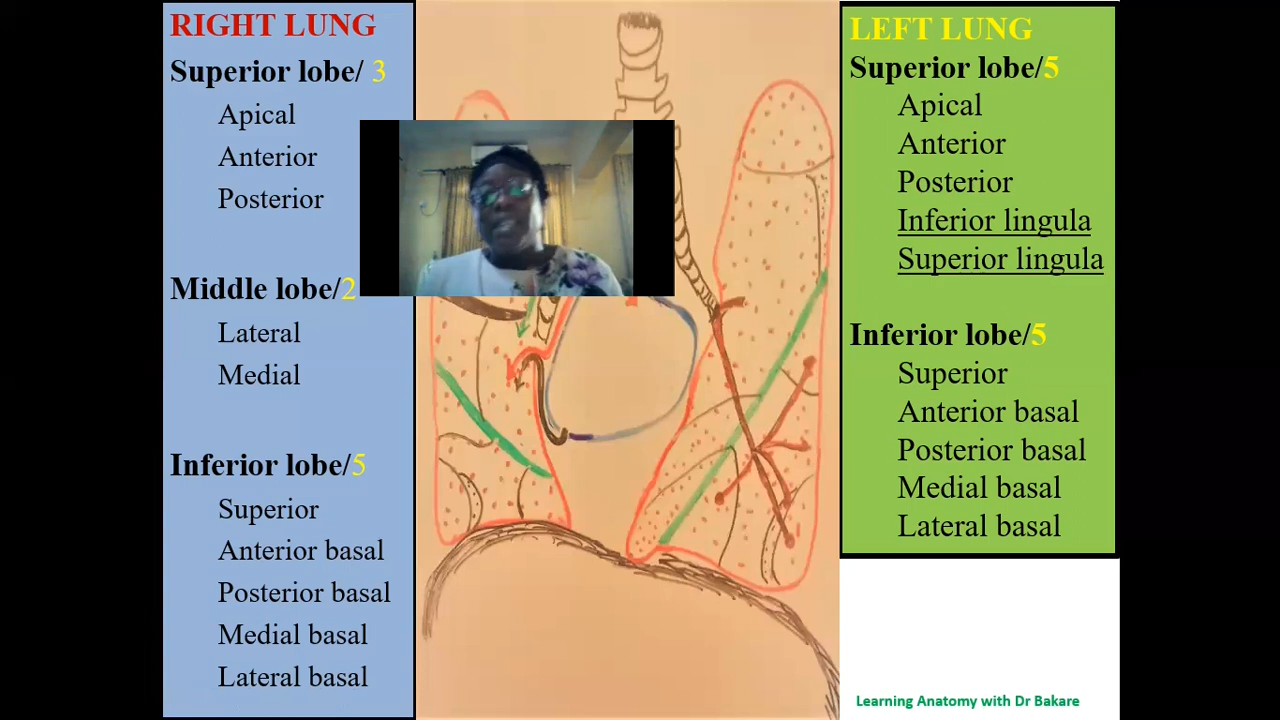 RIGHT LUNG
Superior lobe/ 3
Apical
Anterior
Posterior
Middle lobe/2
Lateral
Medial
Inferior lobe/5
Superior
Anterior basal
Posterior basal
Medial basal
Lateral basal
LEFT LUNG
Superior lobe/5
Apical
Anterior
Posterior
Inferior lingula
Superior lingula
Inferior lobe/5
Superior
Anterior basal
Posterior basal
Medial basal
Lateral basal
Learning Anatomy with Dr Bakare